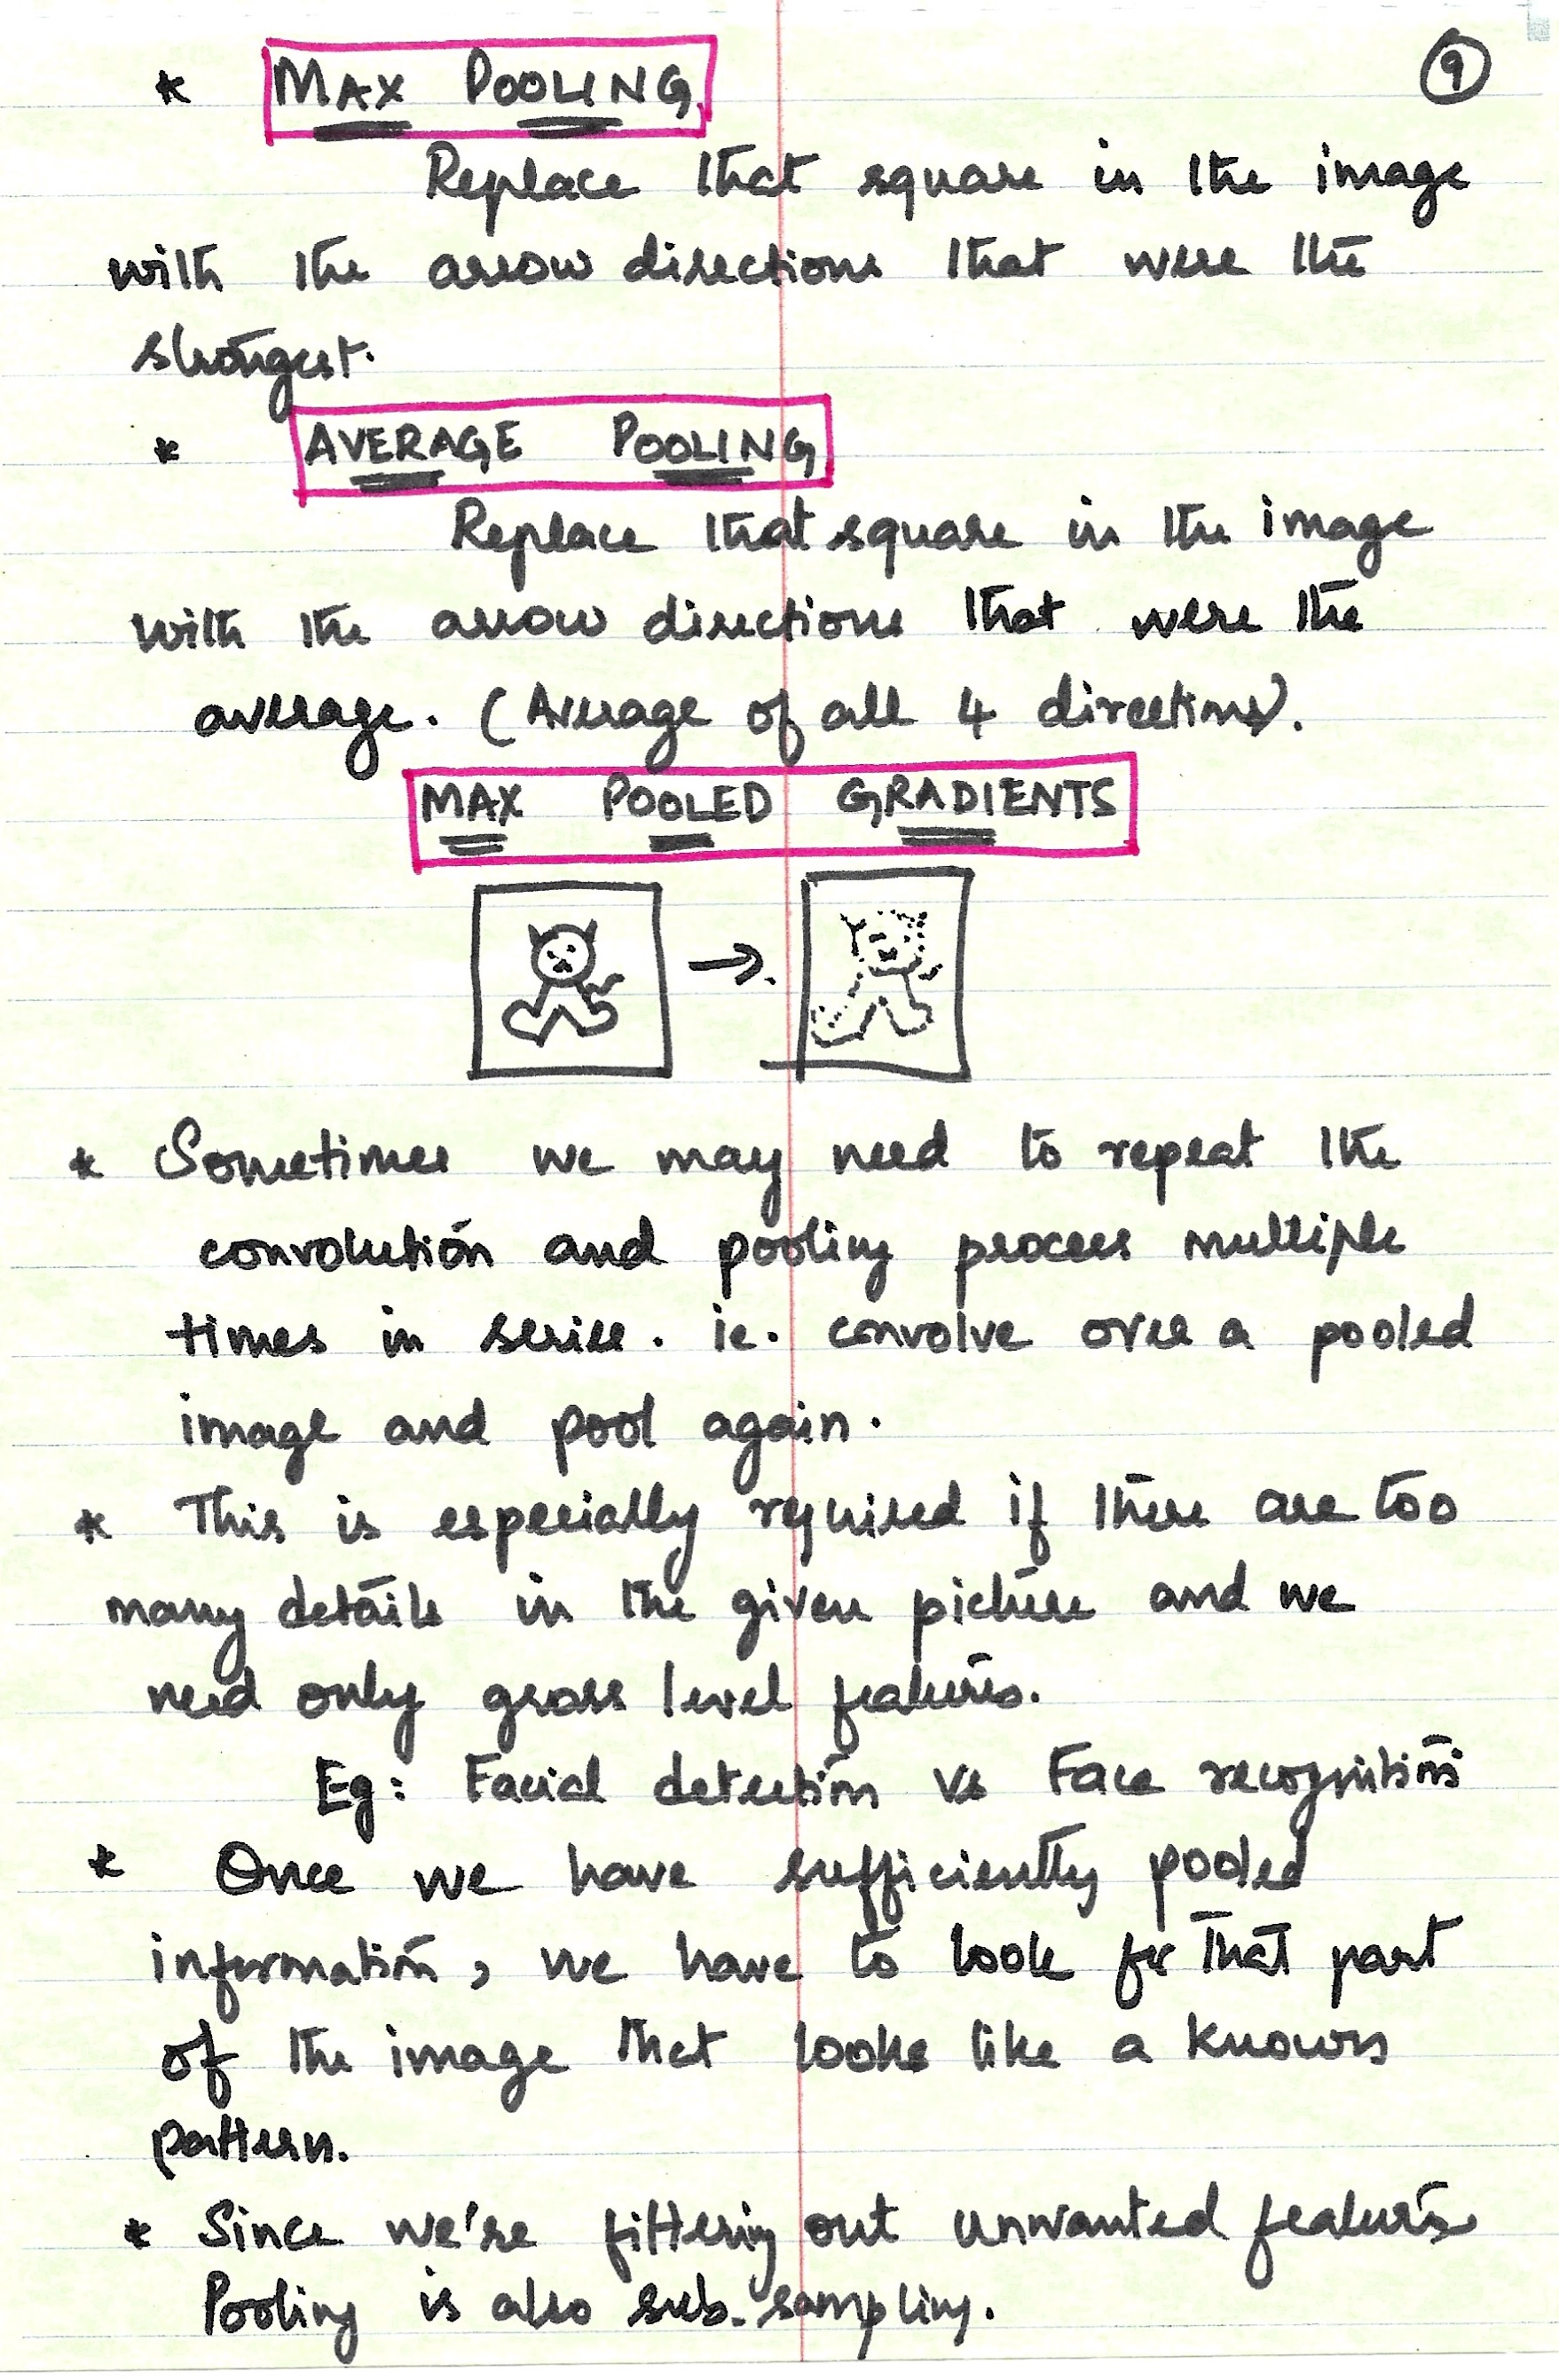 * MAX POOLING
9
Replace that square in the image
with the arrow directions that were the
strongest.
* AVERAGE POOLING
Replace that square in the image
with the arrow directions that were the
average. (Average of all 4 directions).
MAX POOLED GRADIENTS
→
* Sometimes we may need to repeat the
convolution and pooling process multiple
times in series. ie. convolve over a pooled
image and pool again.
* This is especially required if there are too
many details in the given picture and we
need only gross level features.
Eg: Facial detection vs Face recognition
* Once we have sufficiently pooled
information, we have to look for that part
of the image that looks like a known
pattern.
* Since we're filtering out unwanted features
Pooling is also sub-sampling.